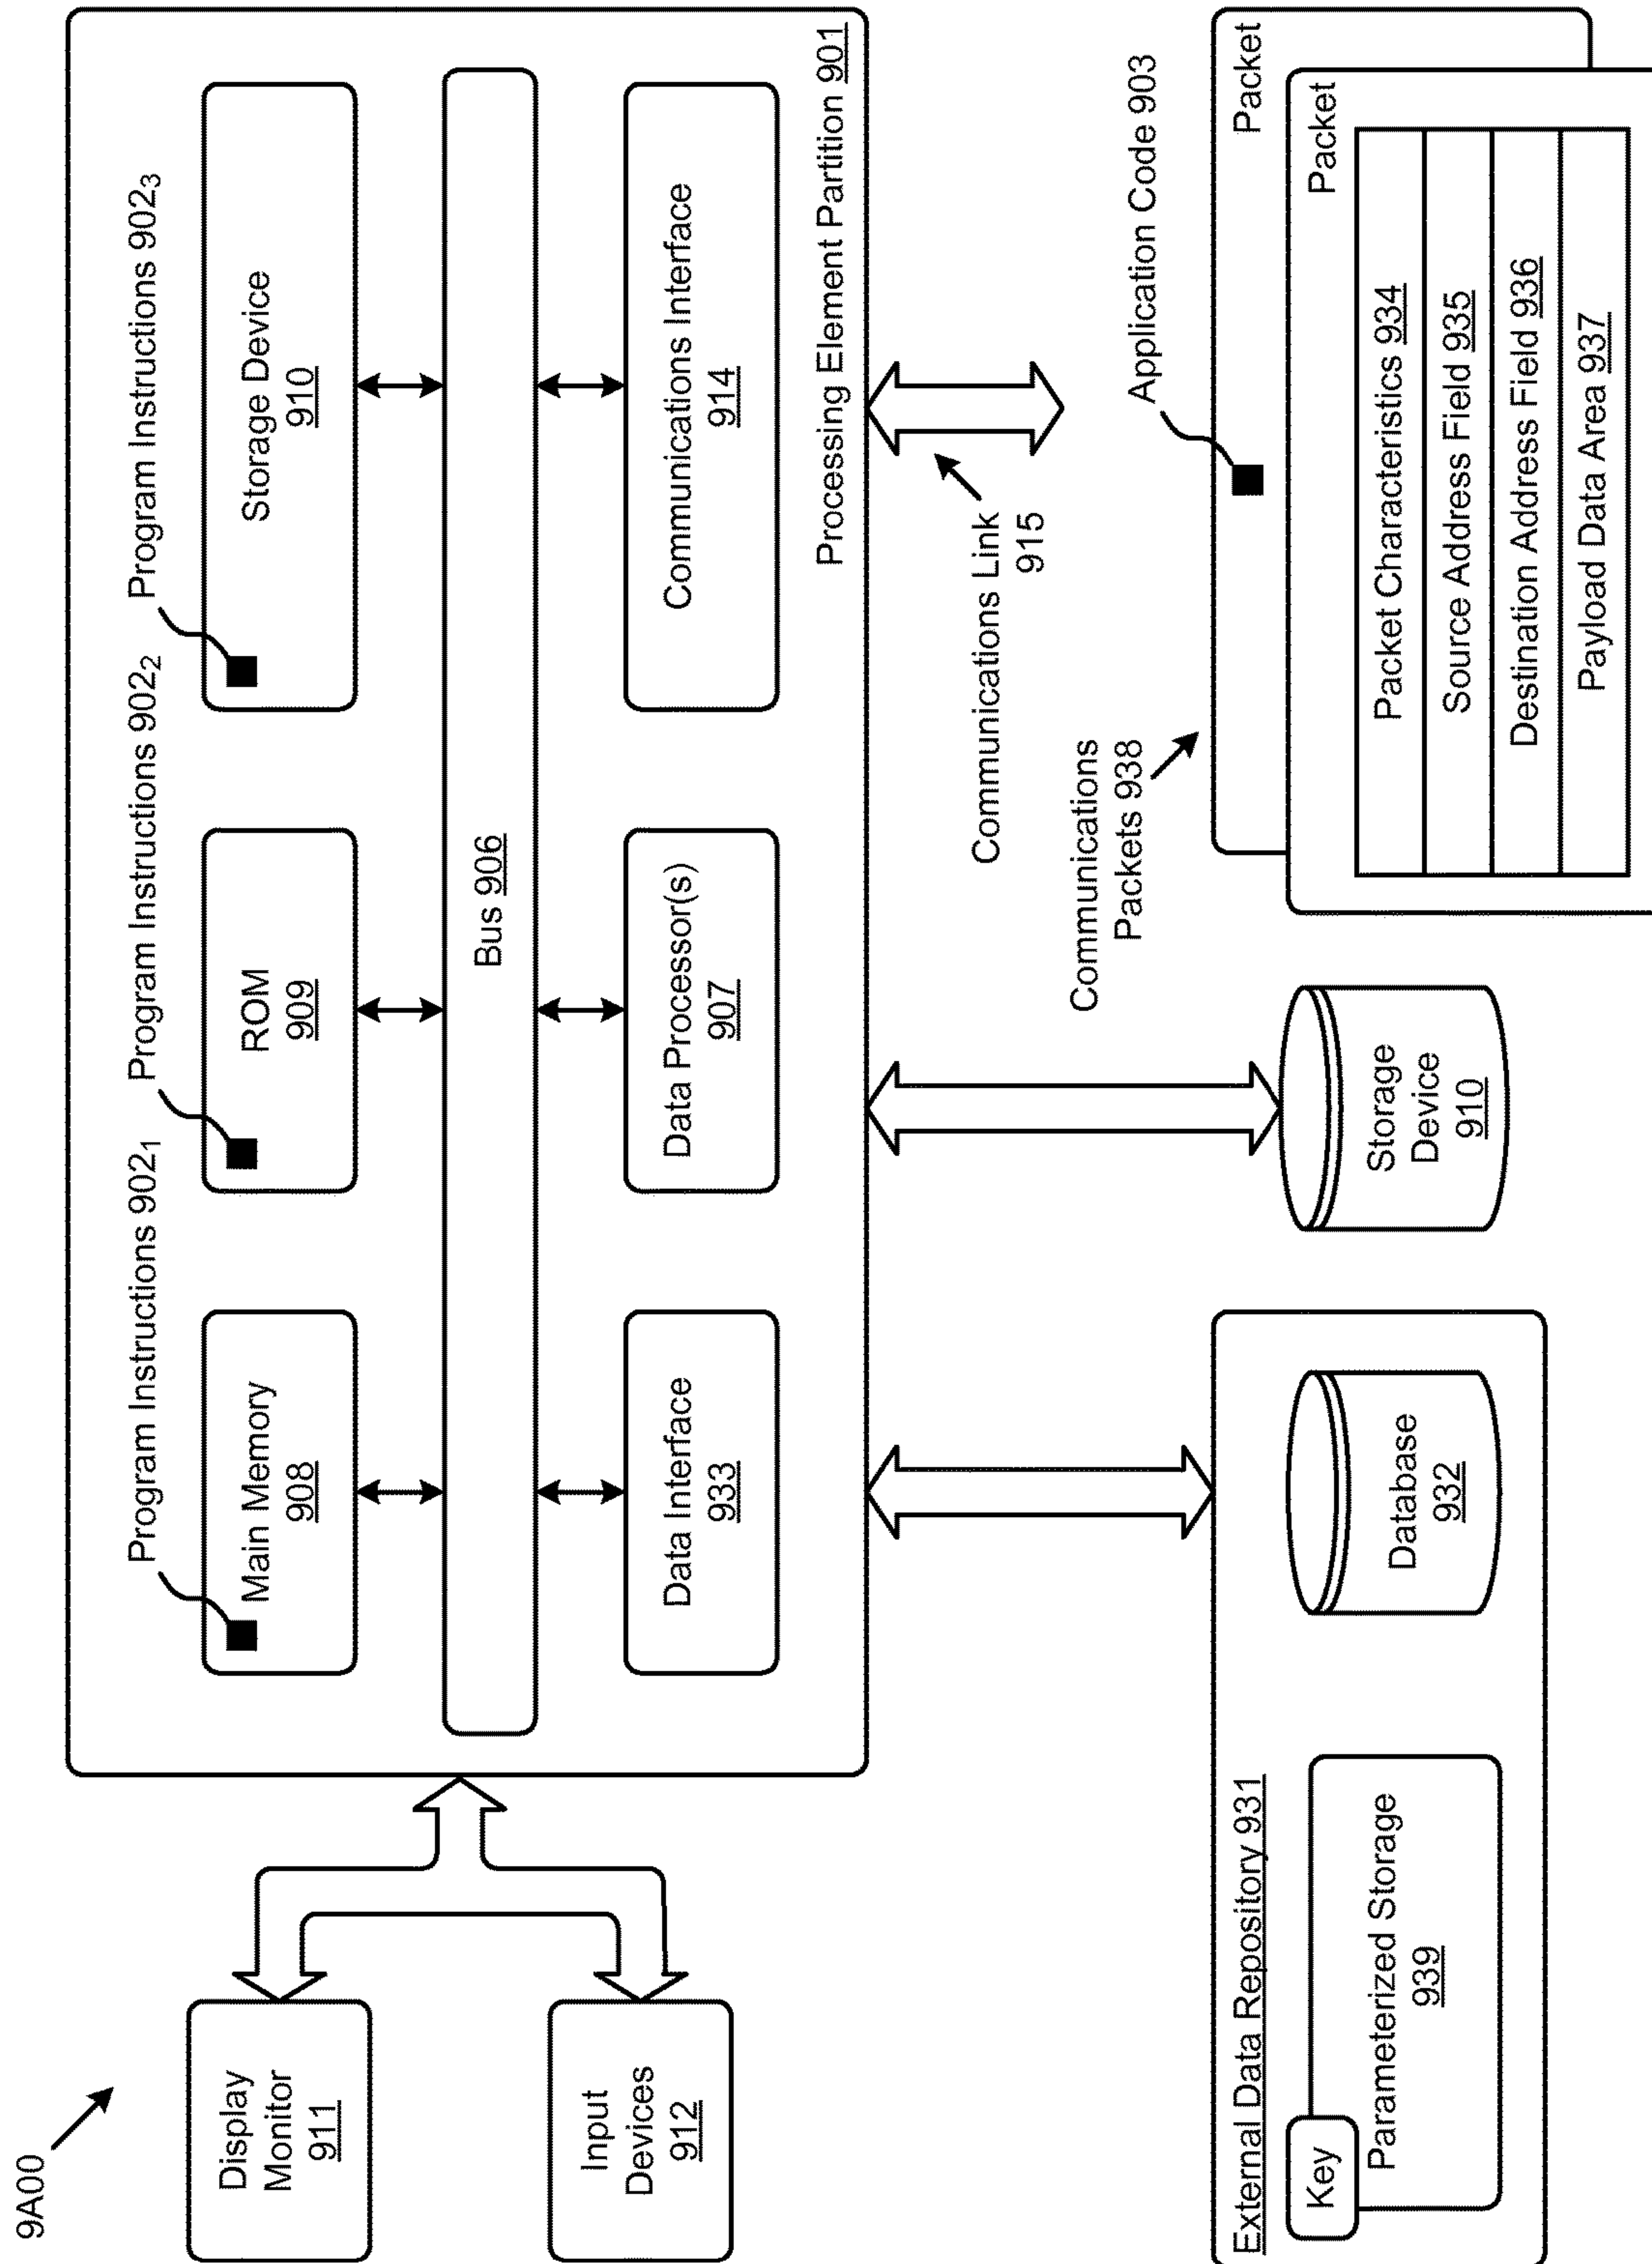 9A00
Program Instructions 902₁
Program Instructions 902₂
Program Instructions 902₃
Display
Monitor
911
Input
Devices
912
Main Memory
908
ROM
909
Storage Device
910
Bus 906
Data Interface
933
Data Processor(s)
907
Communications Interface
914
Processing Element Partition 901
Communications Link
915
External Data Repository 931
Key
Parameterized Storage
939
Database
932
Storage
Device
910
Communications
Packets 938
Application Code 903
Packet
Packet
Packet Characteristics 934
Source Address Field 935
Destination Address Field 936
Payload Data Area 937